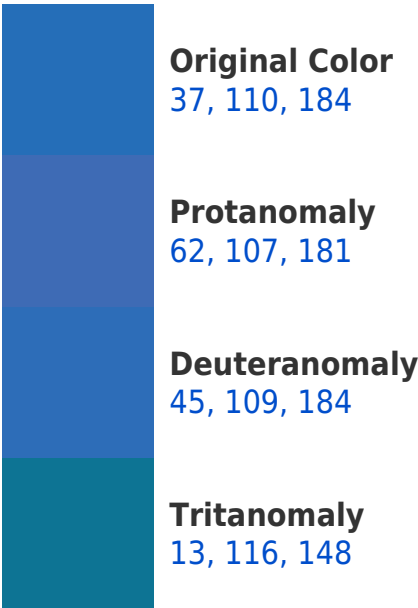 Original Color
37, 110, 184
Protanomaly
62, 107, 181
Deuteranomaly
45, 109, 184
Tritanomaly
13, 116, 148